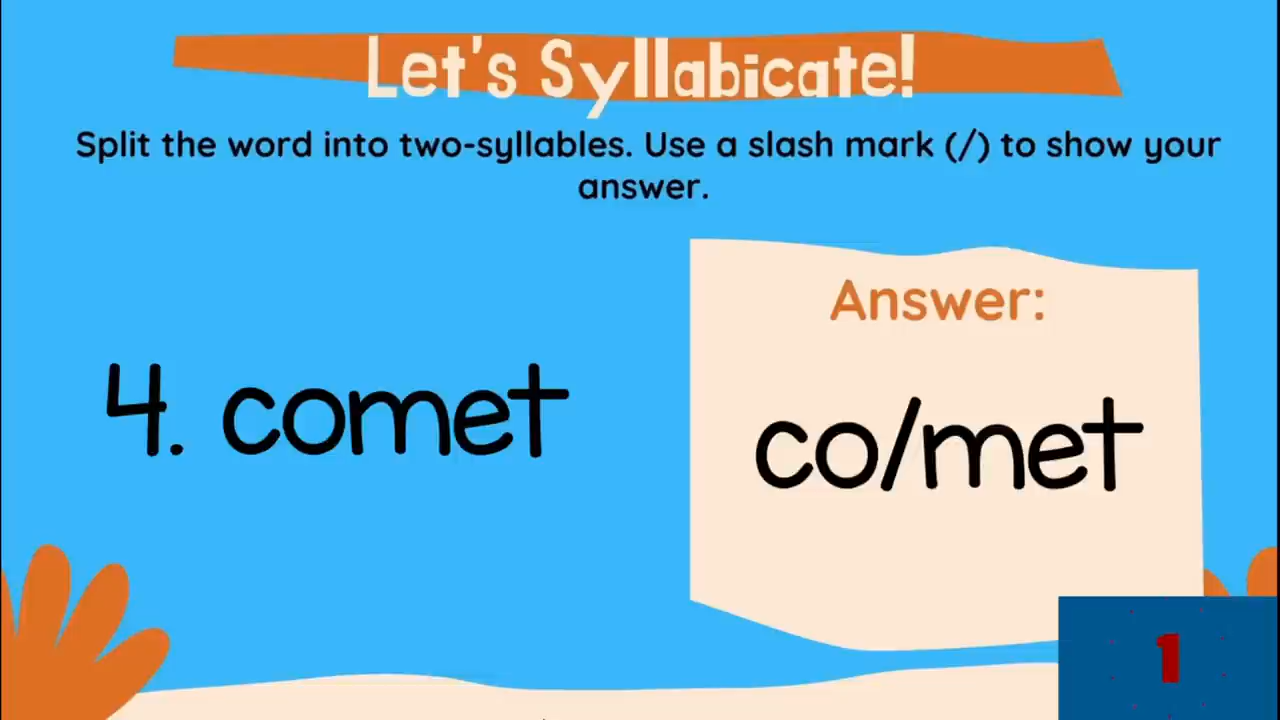 Let's Syllabicate!
Split the word into two-syllables. Use a slash mark (/) to show your
answer.
4. comet
Answer:
co/met
1